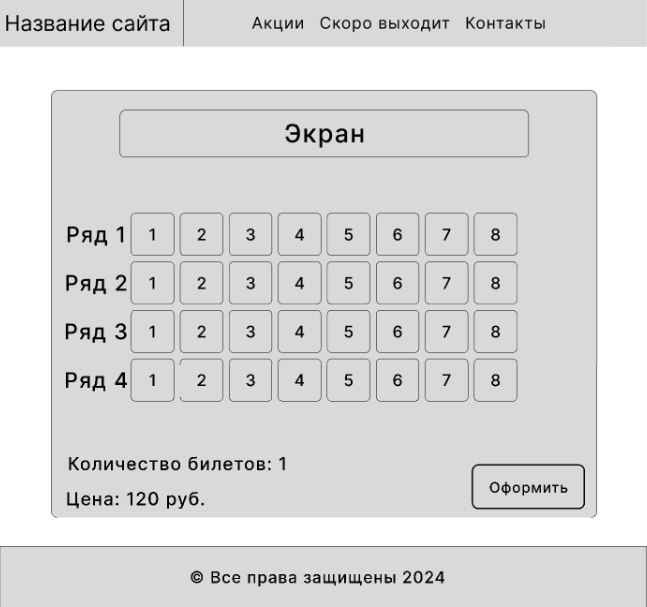 Название сайта Акции Скоро выходит Контакты
Экран
Ряд 1 1 2 3 4 5 6 7 8
Ряд 2 1 2 3 4 5 6 7 8
Ряд 3 1 2 3 4 5 6 7 8
Ряд 4 1 2 3 4 5 6 7 8
Количество билетов: 1
Оформить
Цена: 120 руб.
© Все права защищены 2024